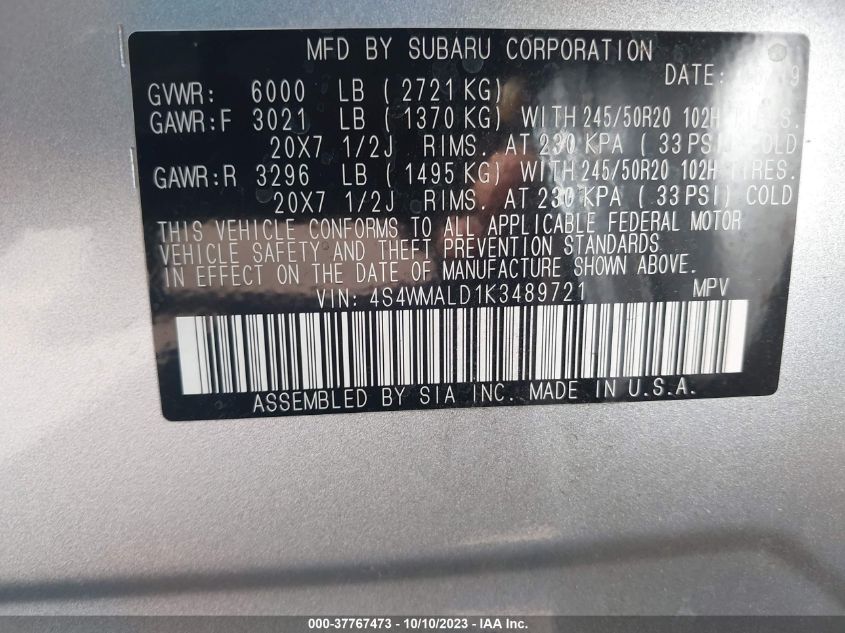 MFD BY SUBARU CORPORATION
DATE:
GVWR: 6000 LB ( 2721 KG)
GAWR:F 3021 LB ( 1370 KG) WITH 245/50R20 102H TIRES.
20X7 1/2J RIMS. AT 230 KPA ( 33 PSI) COLD
GAWR:R 3296 LB ( 1495 KG) WITH 245/50R20 102H TIRES.
20X7 1/2J RIMS. AT 230 KPA ( 33 PSI) COLD
THIS VEHICLE CONFORMS TO ALL APPLICABLE FEDERAL MOTOR
VEHICLE SAFETY AND THEFT PREVENTION STANDARDS
IN EFFECT ON THE DATE OF MANUFACTURE SHOWN ABOVE.
VIN: 4S4WMALD1K3489721 MPV
ASSEMBLED BY SIA INC. MADE IN U.S.A.
000-37767473 - 10/10/2023 - IAA Inc.